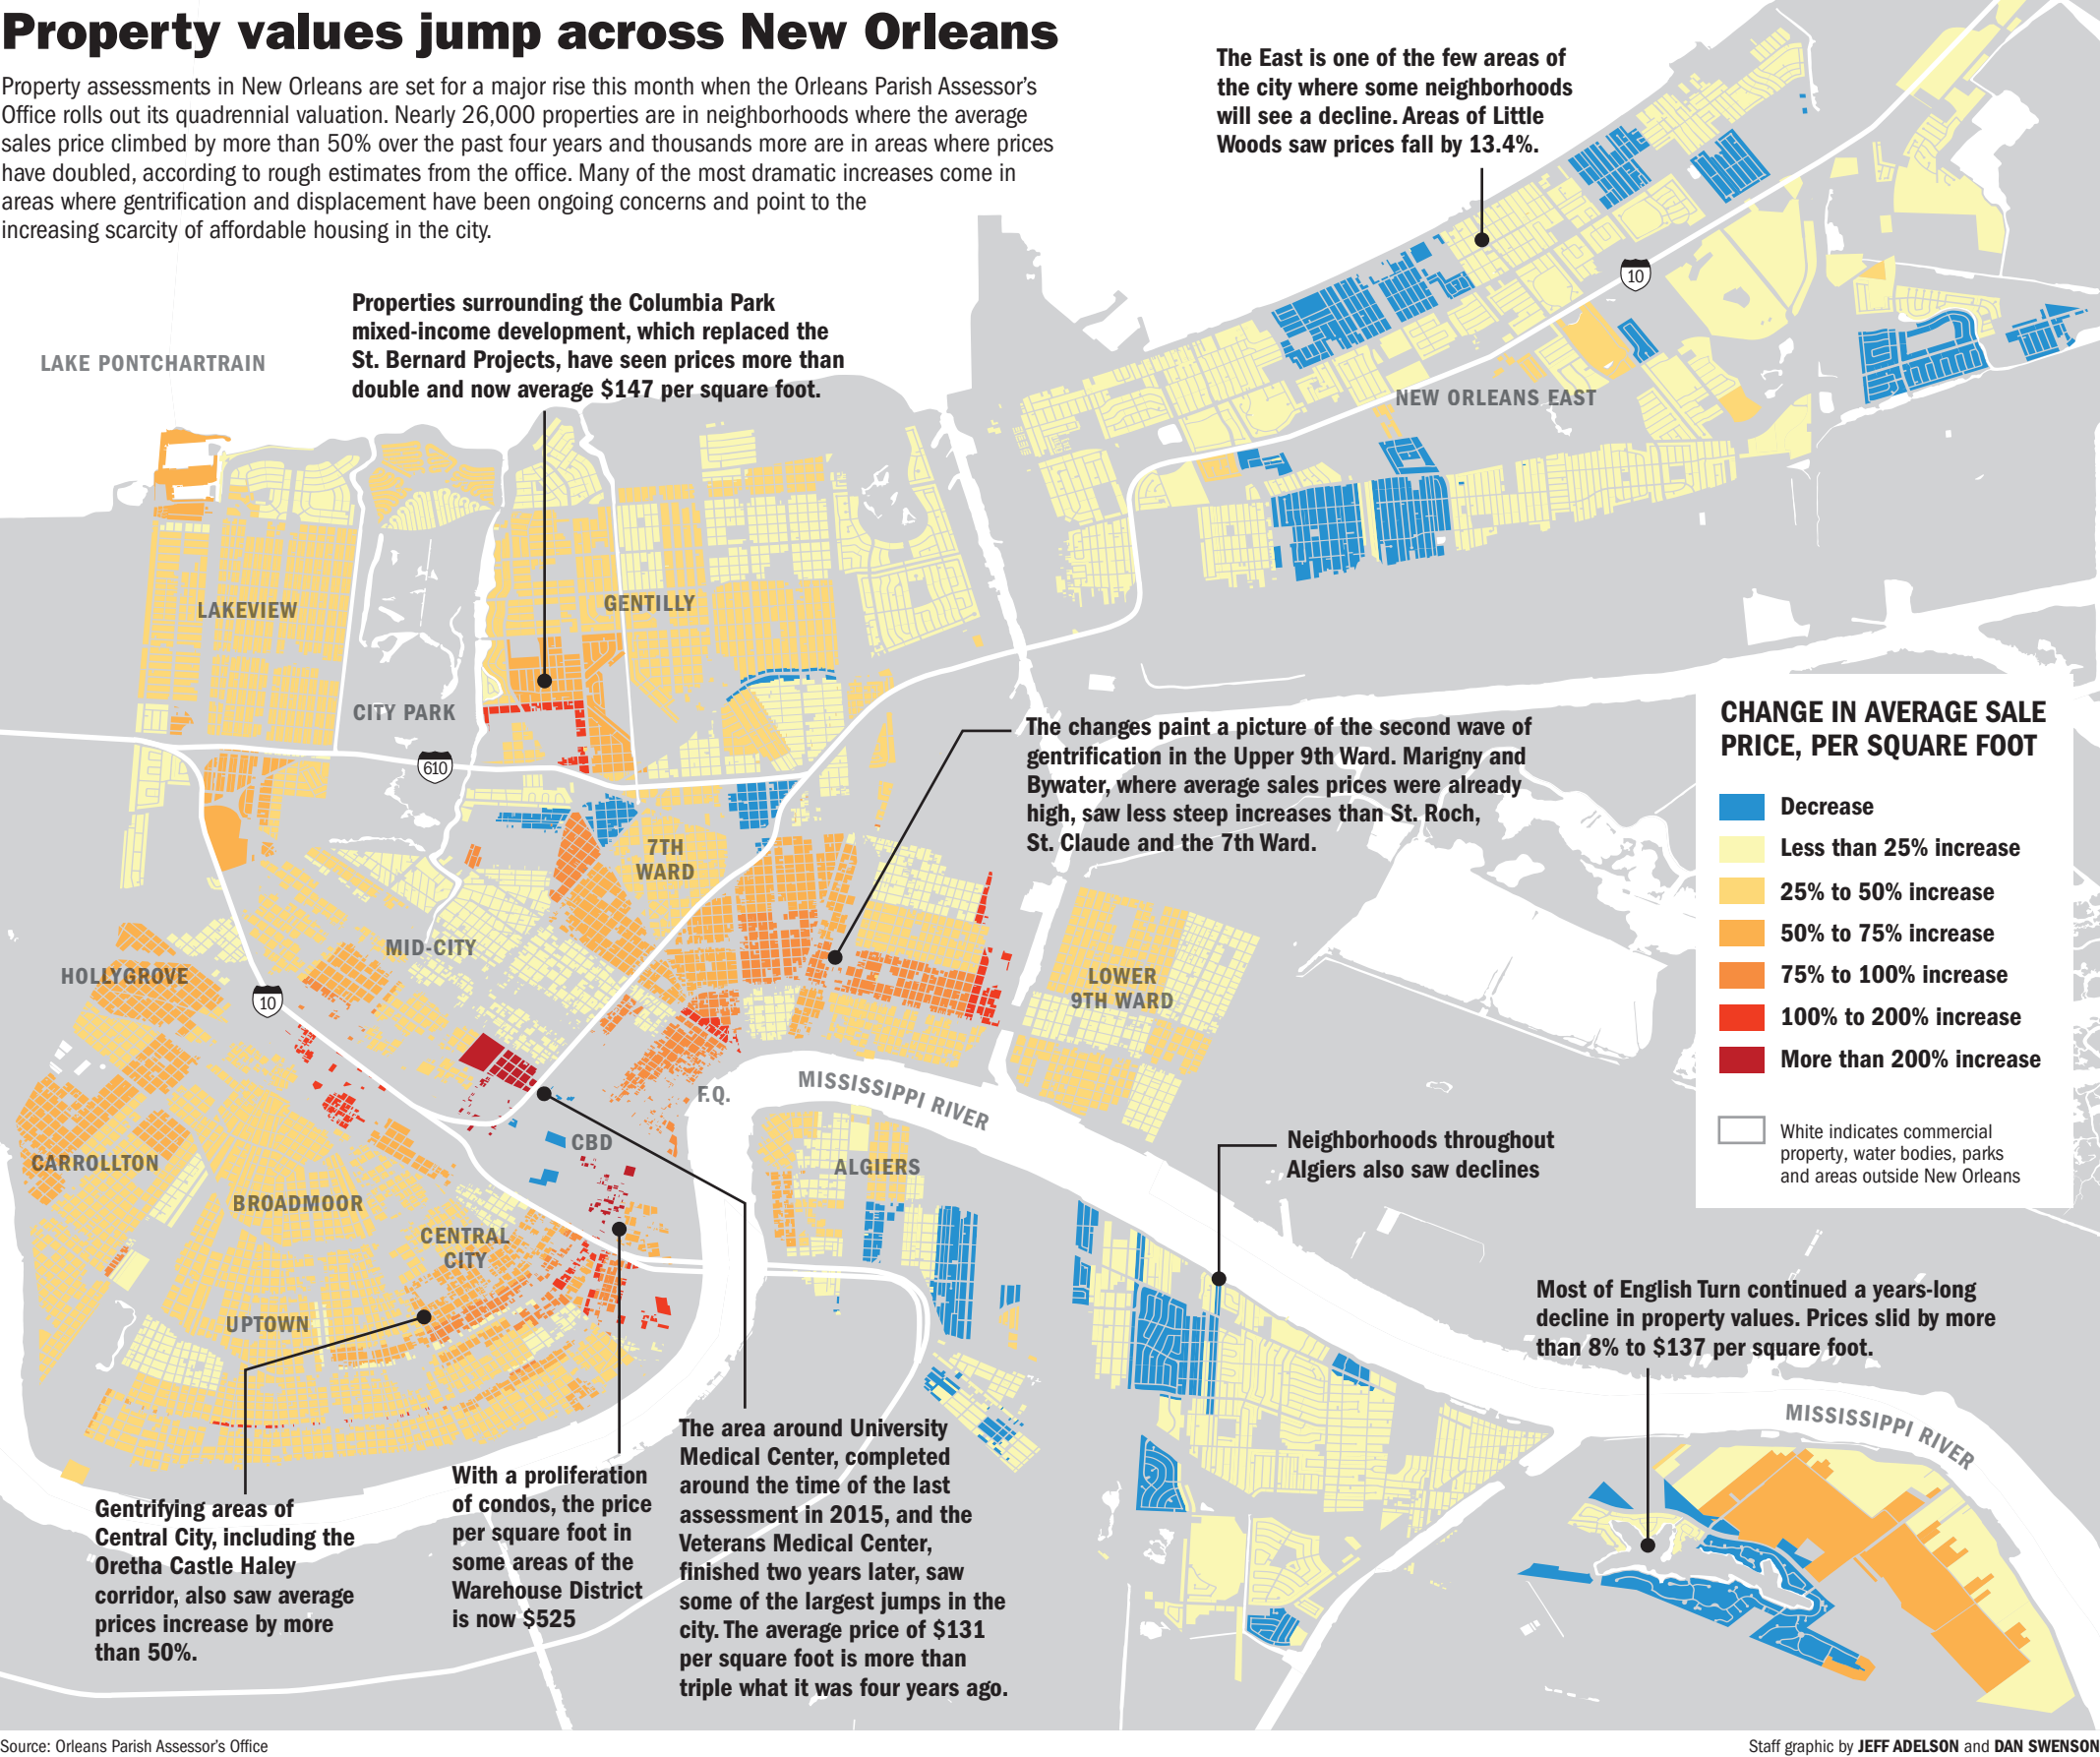 Property values jump across New Orleans
Property assessments in New Orleans are set for a major rise this month when the Orleans Parish Assessor's
Office rolls out its quadrennial valuation. Nearly 26,000 properties are in neighborhoods where the average
sales price climbed by more than 50% over the past four years and thousands more are in areas where prices
have doubled, according to rough estimates from the office. Many of the most dramatic increases come in
areas where gentrification and displacement have been ongoing concerns and point to the
increasing scarcity of affordable housing in the city.
The East is one of the few areas of
the city where some neighborhoods
will see a decline. Areas of Little
Woods saw prices fall by 13.4%.
Properties surrounding the Columbia Park
mixed-income development, which replaced the
St. Bernard Projects, have seen prices more than
double and now average $147 per square foot.
LAKE PONTCHARTRAIN
10
NEW ORLEANS EAST
LAKEVIEW
GENTILLY
CITY PARK
610
The changes paint a picture of the second wave of
gentrification in the Upper 9th Ward. Marigny and
Bywater, where average sales prices were already
high, saw less steep increases than St. Roch,
St. Claude and the 7th Ward.
CHANGE IN AVERAGE SALE
PRICE, PER SQUARE FOOT
Decrease
Less than 25% increase
25% to 50% increase
50% to 75% increase
75% to 100% increase
100% to 200% increase
More than 200% increase
White indicates commercial
property, water bodies, parks
and areas outside New Orleans
7TH
WARD
MID-CITY
HOLLYGROVE
10
LOWER
9TH WARD
F.Q.
MISSISSIPPI RIVER
CBD
CARROLLTON
ALGIERS
BROADMOOR
CENTRAL
CITY
UPTOWN
Neighborhoods throughout
Algiers also saw declines
Most of English Turn continued a years-long
decline in property values. Prices slid by more
than 8% to $137 per square foot.
MISSISSIPPI RIVER
Gentrifying areas of
Central City, including the
Oretha Castle Haley
corridor, also saw average
prices increase by more
than 50%.
With a proliferation
of condos, the price
per square foot in
some areas of the
Warehouse District
is now $525
The area around University
Medical Center, completed
around the time of the last
assessment in 2015, and the
Veterans Medical Center,
finished two years later, saw
some of the largest jumps in the
city. The average price of $131
per square foot is more than
triple what it was four years ago.
Source: Orleans Parish Assessor's Office
Staff graphic by JEFF ADELSON and DAN SWENSON